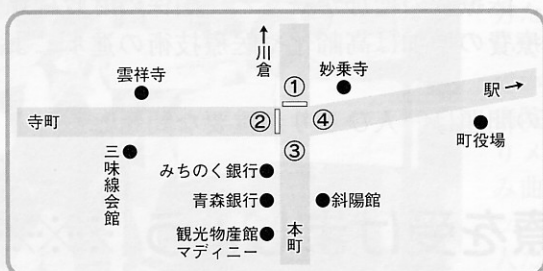 ↑川倉
雲祥寺
妙乗寺
駅→
①
寺町
②
④
町役場
③
三味線会館
みちのく銀行
青森銀行
斜陽館
観光物産館
マディニー
本町